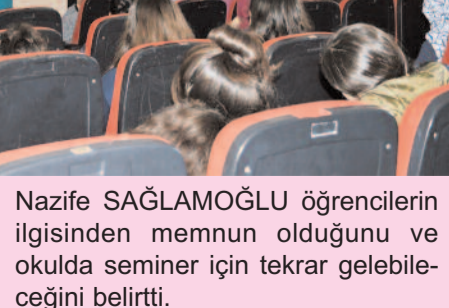 Nazife SAĞLAMOĞLU öğrencilerin
ilgisinden memnun olduğunu ve
okulda seminer için tekrar gelebile-
ceğini belirtti.